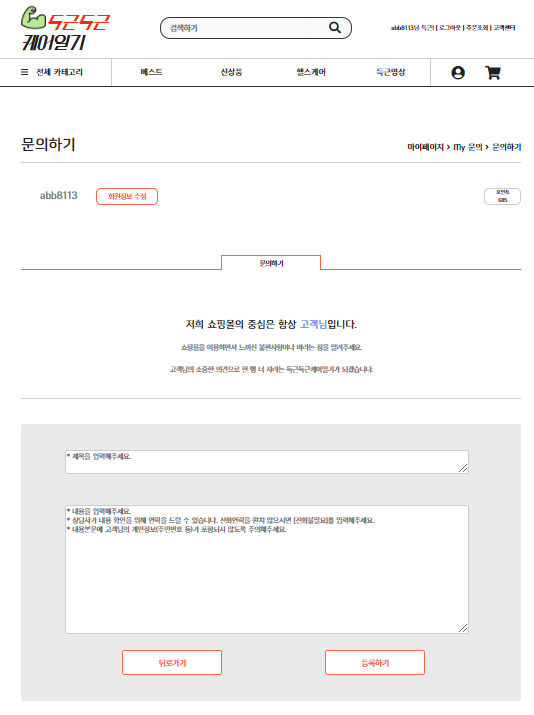 득근득근
케어일기
검색하기
abb8113님 득근! | 로그아웃 | 주문조회 | 고객센터
전체 카테고리
베스트
신상품
헬스케어
득근영상
문의하기
마이페이지 > My 문의 > 문의하기
abb8113
회원정보 수정
포인트
685
문의하기
저희 쇼핑몰의 중심은 항상 고객님입니다.
쇼핑몰을 이용하면서 느끼신 불편사항이나 바라는 점을 알려주세요.
고객님의 소중한 의견으로 한 뼘 더 자라는 득근득근케어일기가 되겠습니다.
* 제목을 입력해주세요.
* 내용을 입력해주세요.
* 상담사가 내용 확인을 위해 연락을 드릴 수 있습니다. 전화연락을 원치 않으시면 [전화불필요]를 입력해주세요.
* 내용본문에 고객님의 개인정보(주민번호 등)가 포함되지 않도록 주의해주세요.
뒤로가기
등록하기